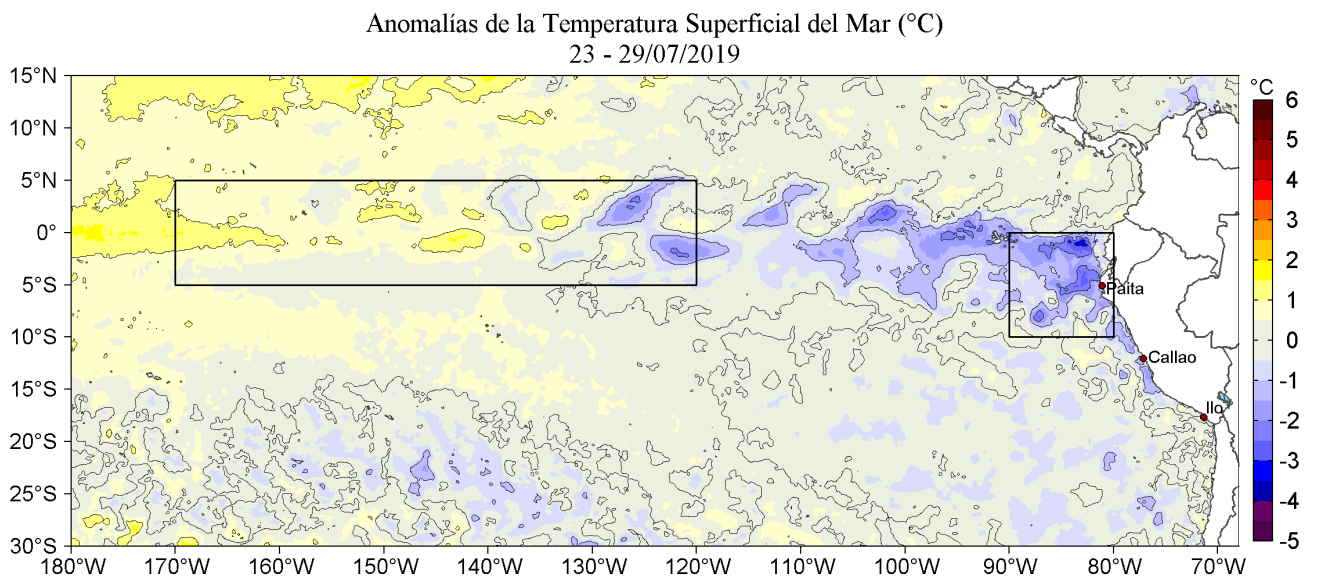 Anomalías de la Temperatura Superficial del Mar (°C)
23 - 29/07/2019
15°N
10°N
5°N
0°
5°S
10°S
15°S
20°S
25°S
30°S
180°W 170°W 160°W 150°W 140°W 130°W 120°W 110°W 100°W 90°W 80°W 70°W
Paita
Callao
Ilo
°C
6
5
4
3
2
1
0
-1
-2
-3
-4
-5